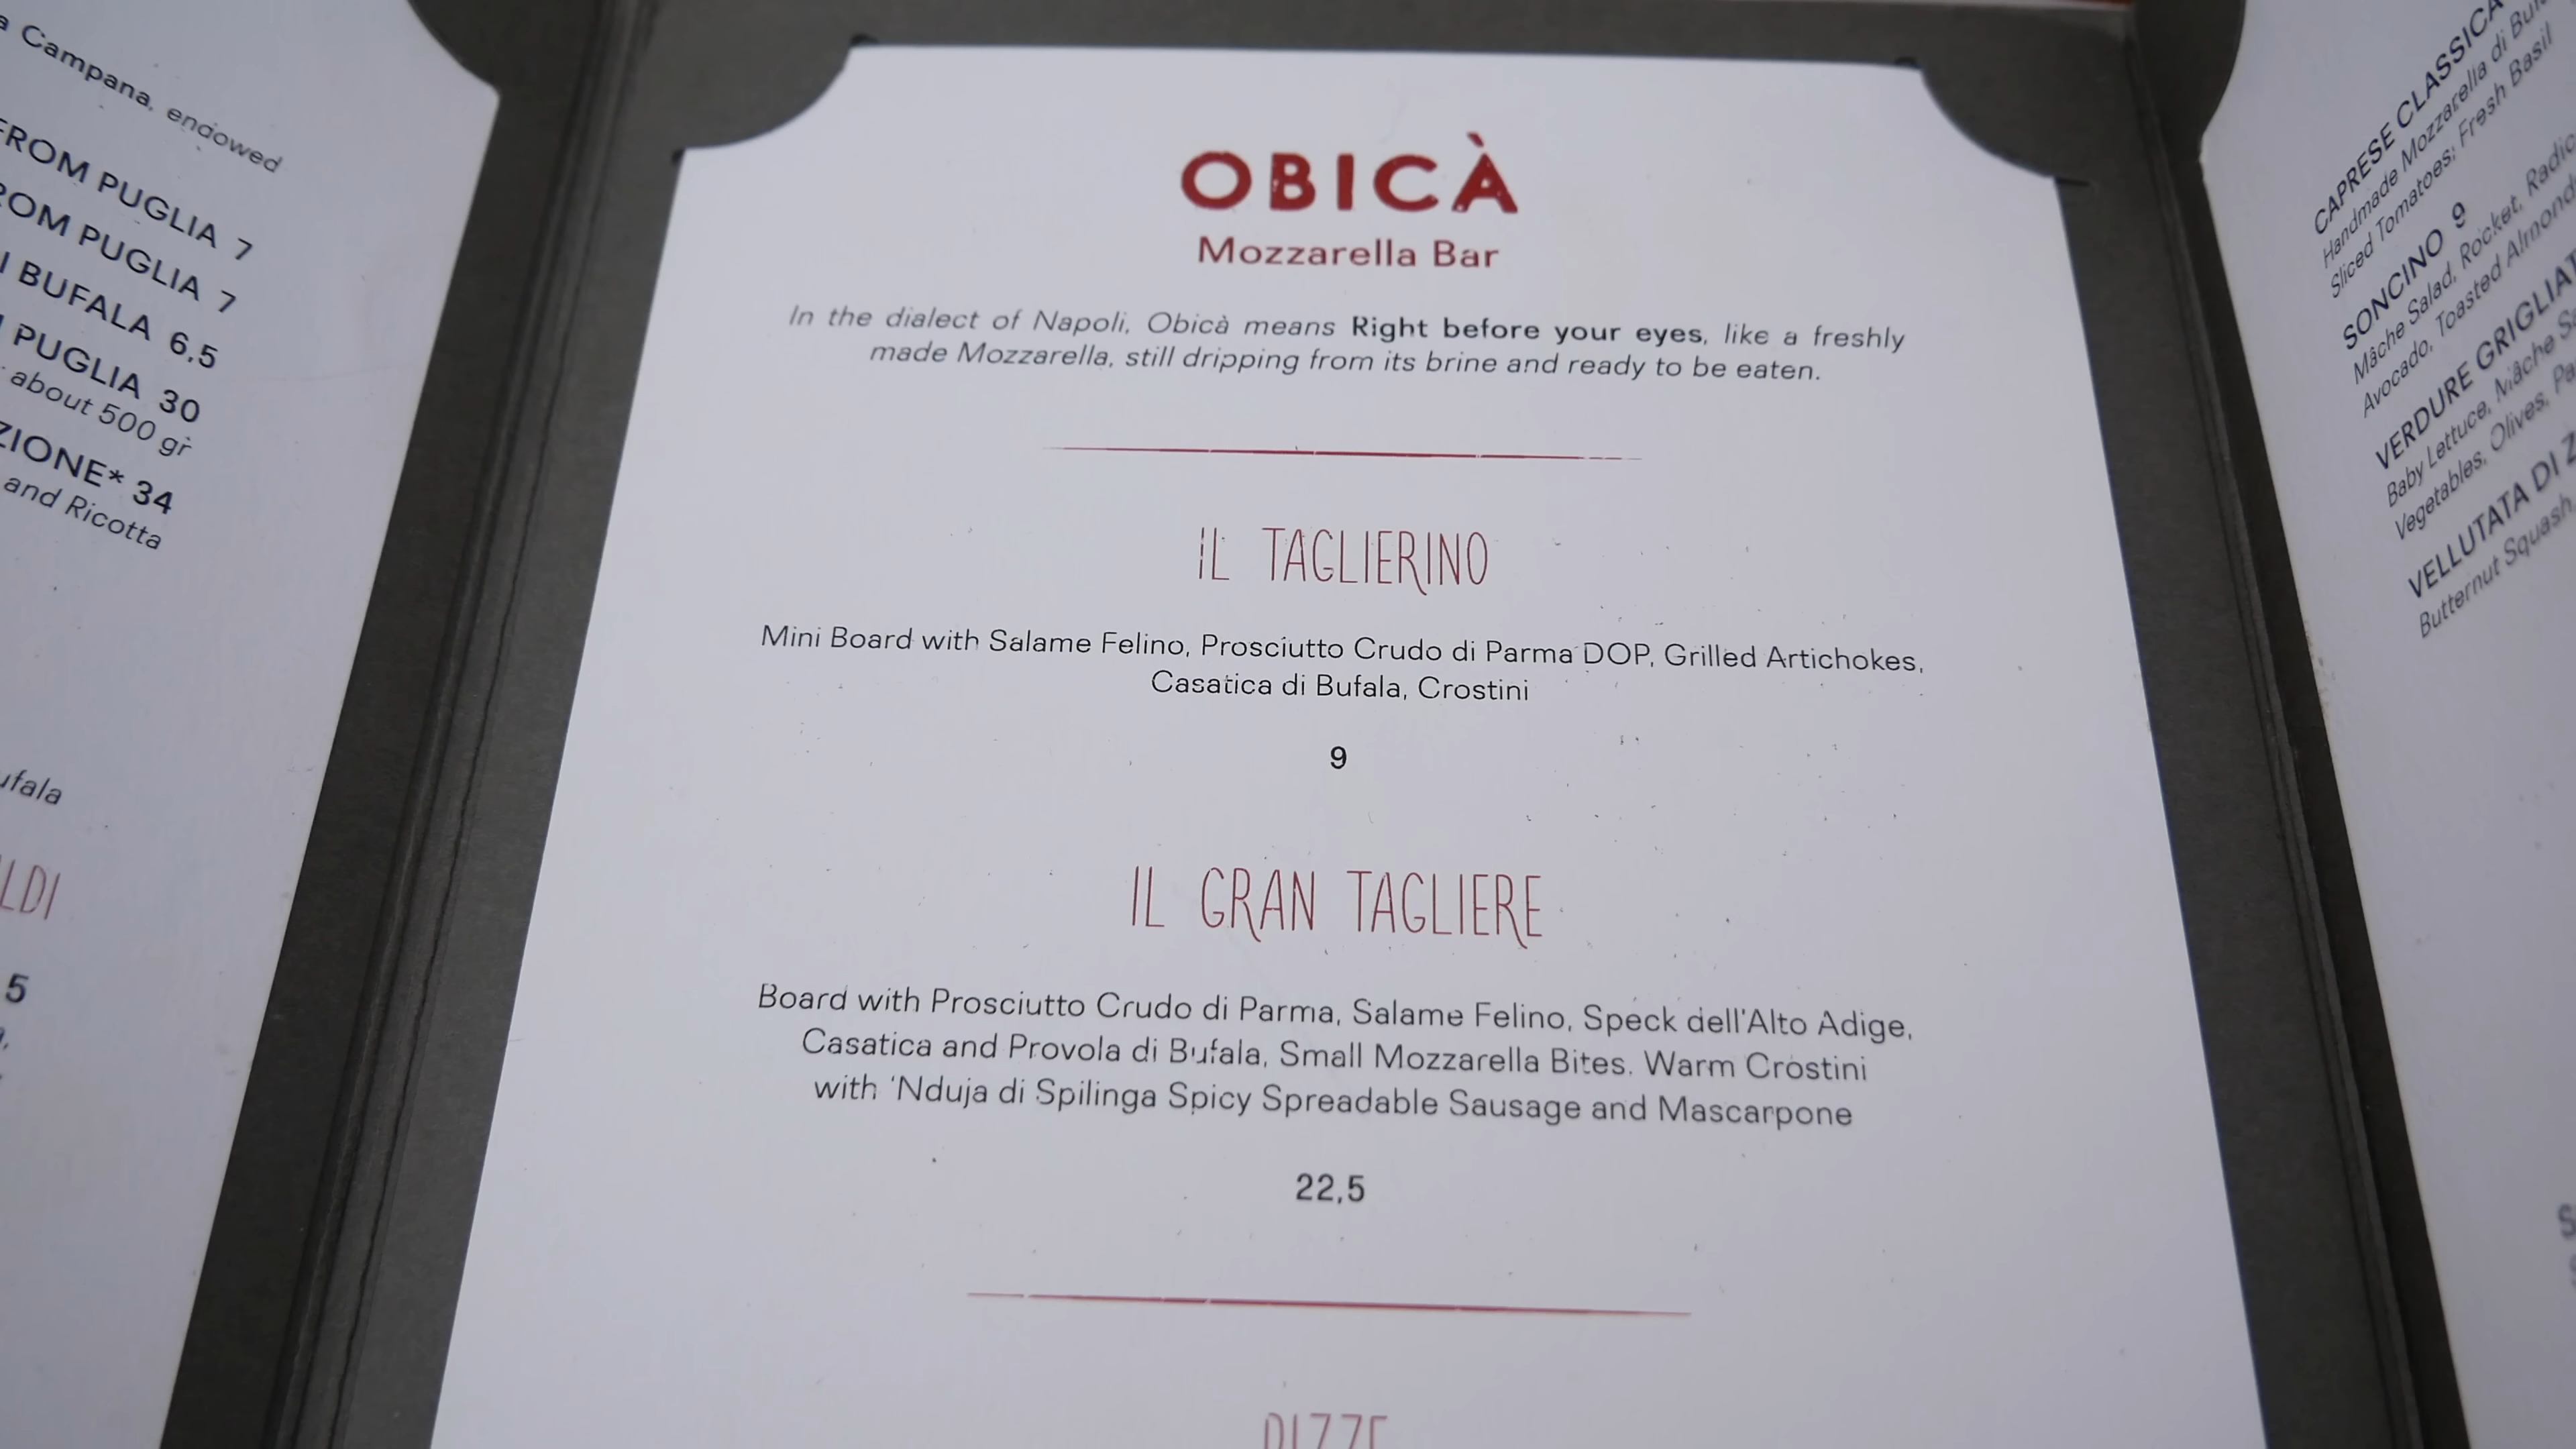 Campana, endowed
FROM PUGLIA 7
ROM PUGLIA 7
BUFALA 6,5
PUGLIA 30
about 500 gr
ZIONE* 34
and Ricotta
ufala
LDI
5
OBICÀ
Mozzarella Bar
In the dialect of Napoli, Obicà means Right before your eyes, like a freshly
made Mozzarella, still dripping from its brine and ready to be eaten.
IL TAGLIERINO
Mini Board with Salame Felino, Prosciutto Crudo di Parma DOP, Grilled Artichokes,
Casatica di Bufala, Crostini
9
IL GRAN TAGLIERE
Board with Prosciutto Crudo di Parma, Salame Felino, Speck dell'Alto Adige,
Casatica and Provola di Bufala, Small Mozzarella Bites. Warm Crostini
with 'Nduja di Spilinga Spicy Spreadable Sausage and Mascarpone
22,5
PIZZE
CAPRESE CLASSICA
Handmade Mozzarella di
Sliced Tomatoes, Fresh Basil
SONCINO 9
Mâche Salad, Rocket,
Avocado, Toasted
VERDURE
Baby Lettuce, Mâche
Vegetables, Olives,
VELLUTATA DI
Butternut Squash,